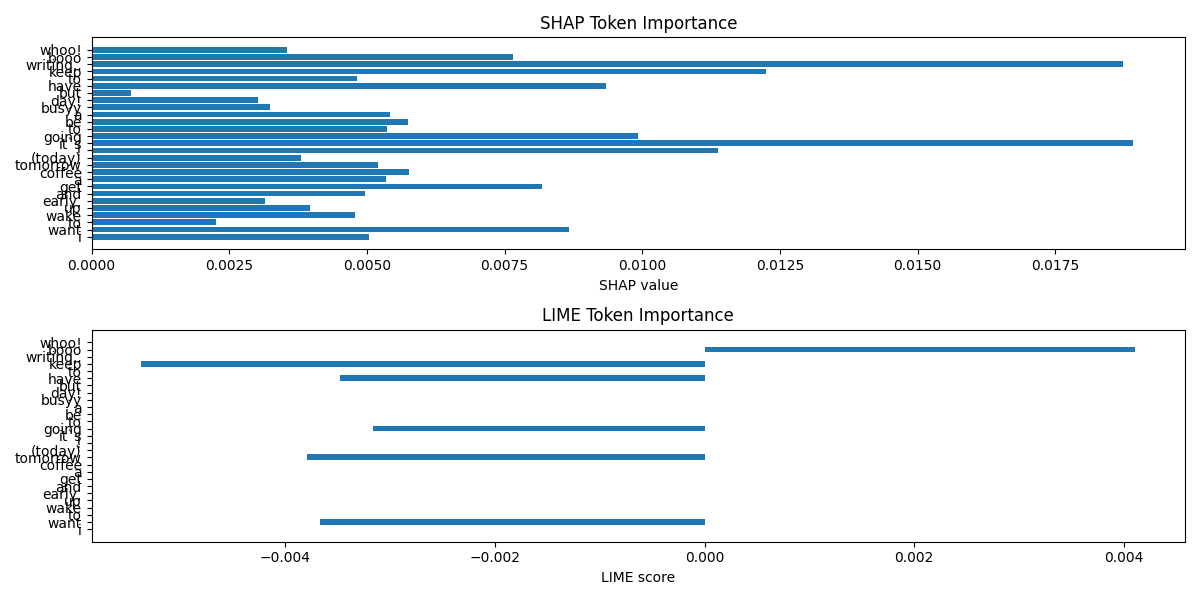 SHAP Token Importance
whoo!
booo
writing..
keep
to
have
but
day!
busyy
a
be
to
going
(today)
tomorrow
coffee
a
get
and
early
up
wake
to
want
i
0.0000 0.0025 0.0050 0.0075 0.0100 0.0125 0.0150 0.0175
SHAP value
LIME Token Importance
whoo!
booo
writing..
keep
to
have
but
day!
busyy
a
be
to
going
(today)
tomorrow
coffee
a
get
and
early
up
wake
to
want
i
−0.004 −0.002 0.000 0.002 0.004
LIME score